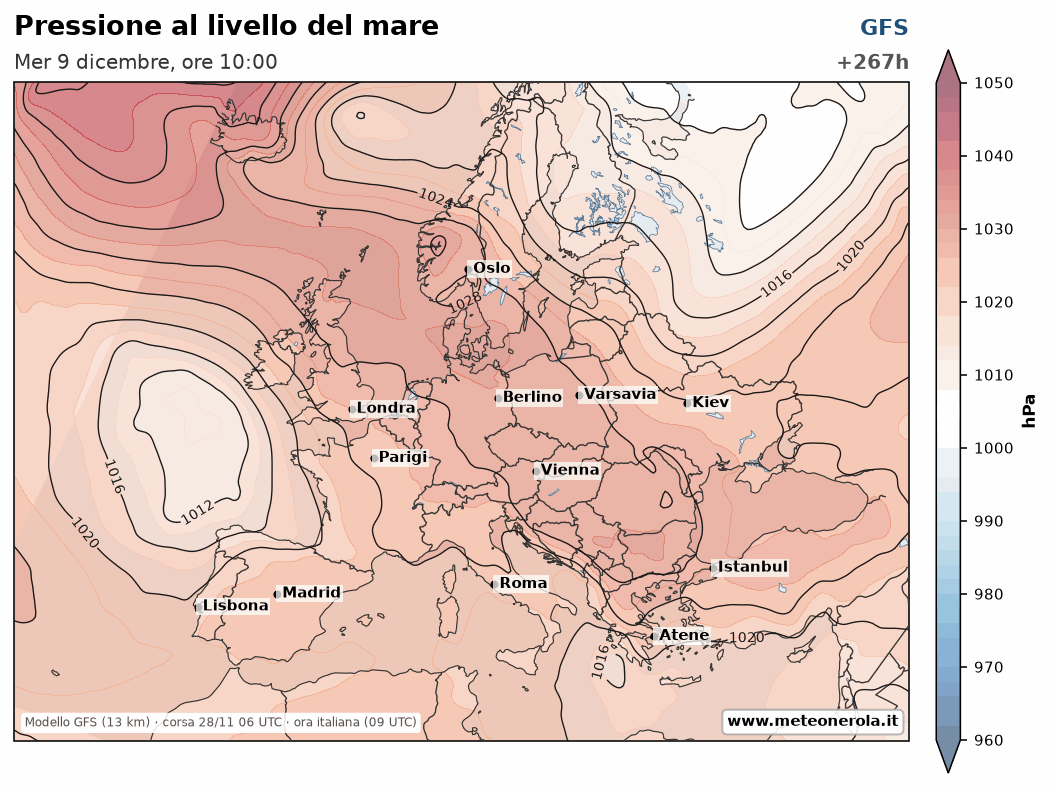 Pressione al livello del mare
GFS
Mer 9 dicembre, ore 10:00
+267h
1050
1040
1030
1020
1010
1000
990
980
970
960
hPa
1024
1020
1016
Oslo
1028
Berlino
Varsavia
Kiev
Londra
Parigi
Vienna
1016
1012
1020
Istanbul
Roma
Madrid
Lisbona
Atene
1020
1016
Modello GFS (13 km) · corsa 28/11 06 UTC · ora italiana (09 UTC)
www.meteonerola.it